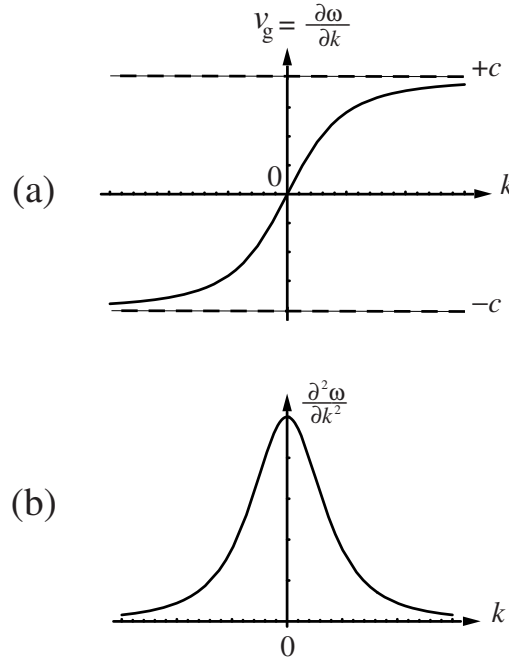 v_g = ∂ω/∂k
+c
0
(a)
k
−c
∂²ω/∂k²
(b)
k
0